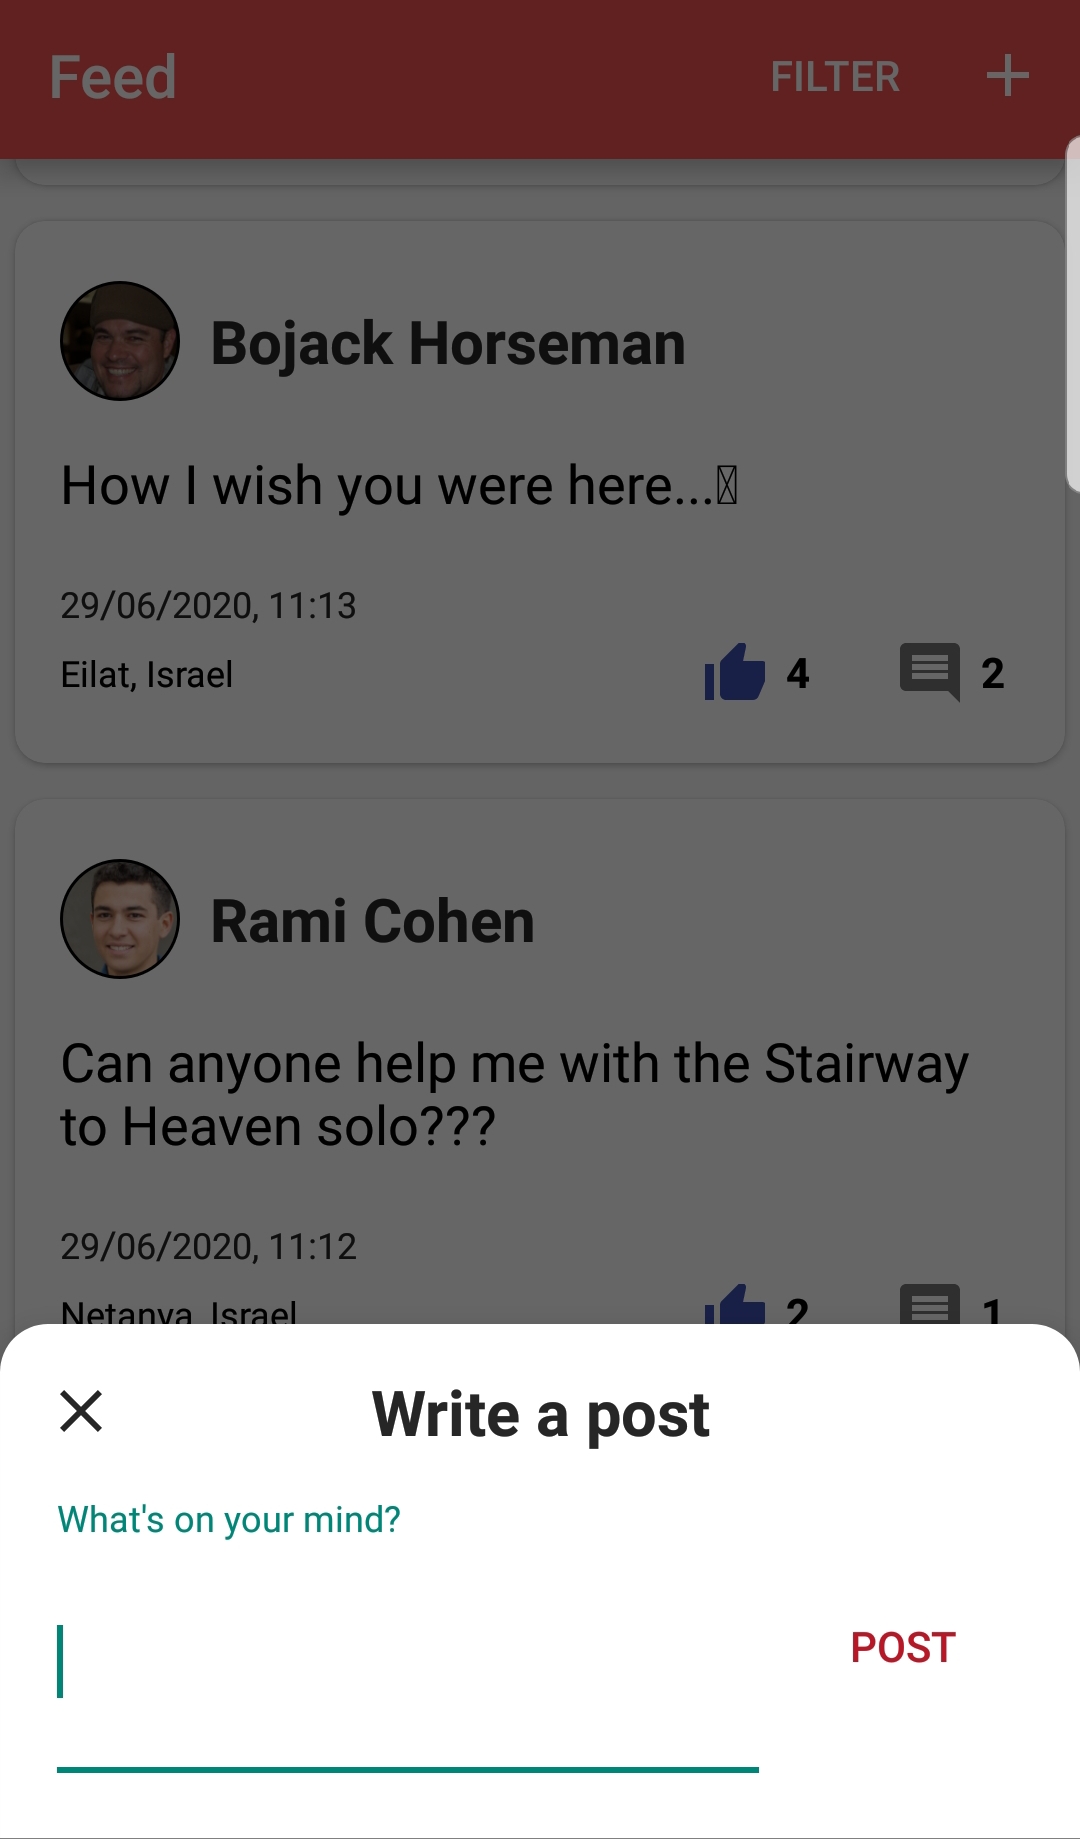 Feed
FILTER
Bojack Horseman
How I wish you were here...
29/06/2020, 11:13
Eilat, Israel
4
2
Rami Cohen
Can anyone help me with the Stairway
to Heaven solo???
29/06/2020, 11:12
Netanya, Israel
2
1
Write a post
What's on your mind?
POST